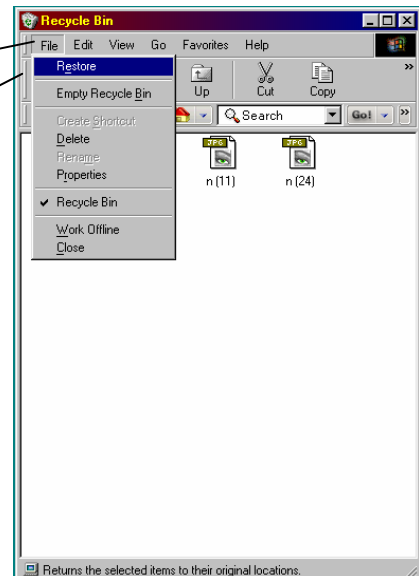 Recycle Bin
File Edit View Go Favorites Help
Restore
Empty Recycle Bin
Create Shortcut
Delete
Rename
Properties
Recycle Bin
Work Offline
Close
Up Cut Copy »
Search Go! »
JPG JPG
n (11) n (24)
Returns the selected items to their original locations.